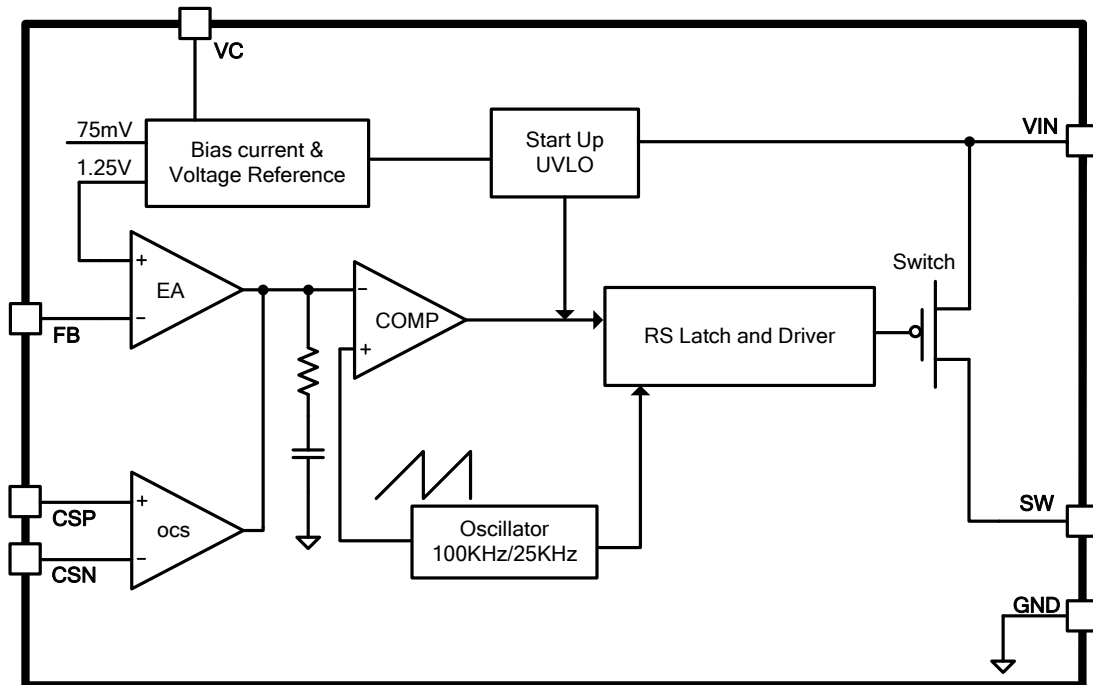 VC
75mV
1.25V
Bias current &
Voltage Reference
Start Up
UVLO
VIN
+
EA
−
FB
−
COMP
+
RS Latch and Driver
Switch
CSP
CSN
+
ocs
−
Oscillator
100KHz/25KHz
SW
GND